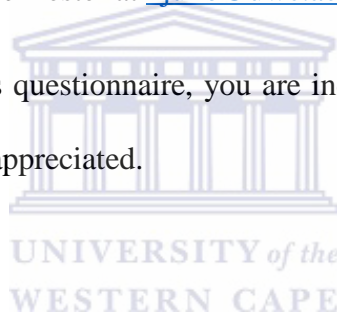 s questionnaire, you are in
appreciated.
UNIVERSITY of the
WESTERN CAPE